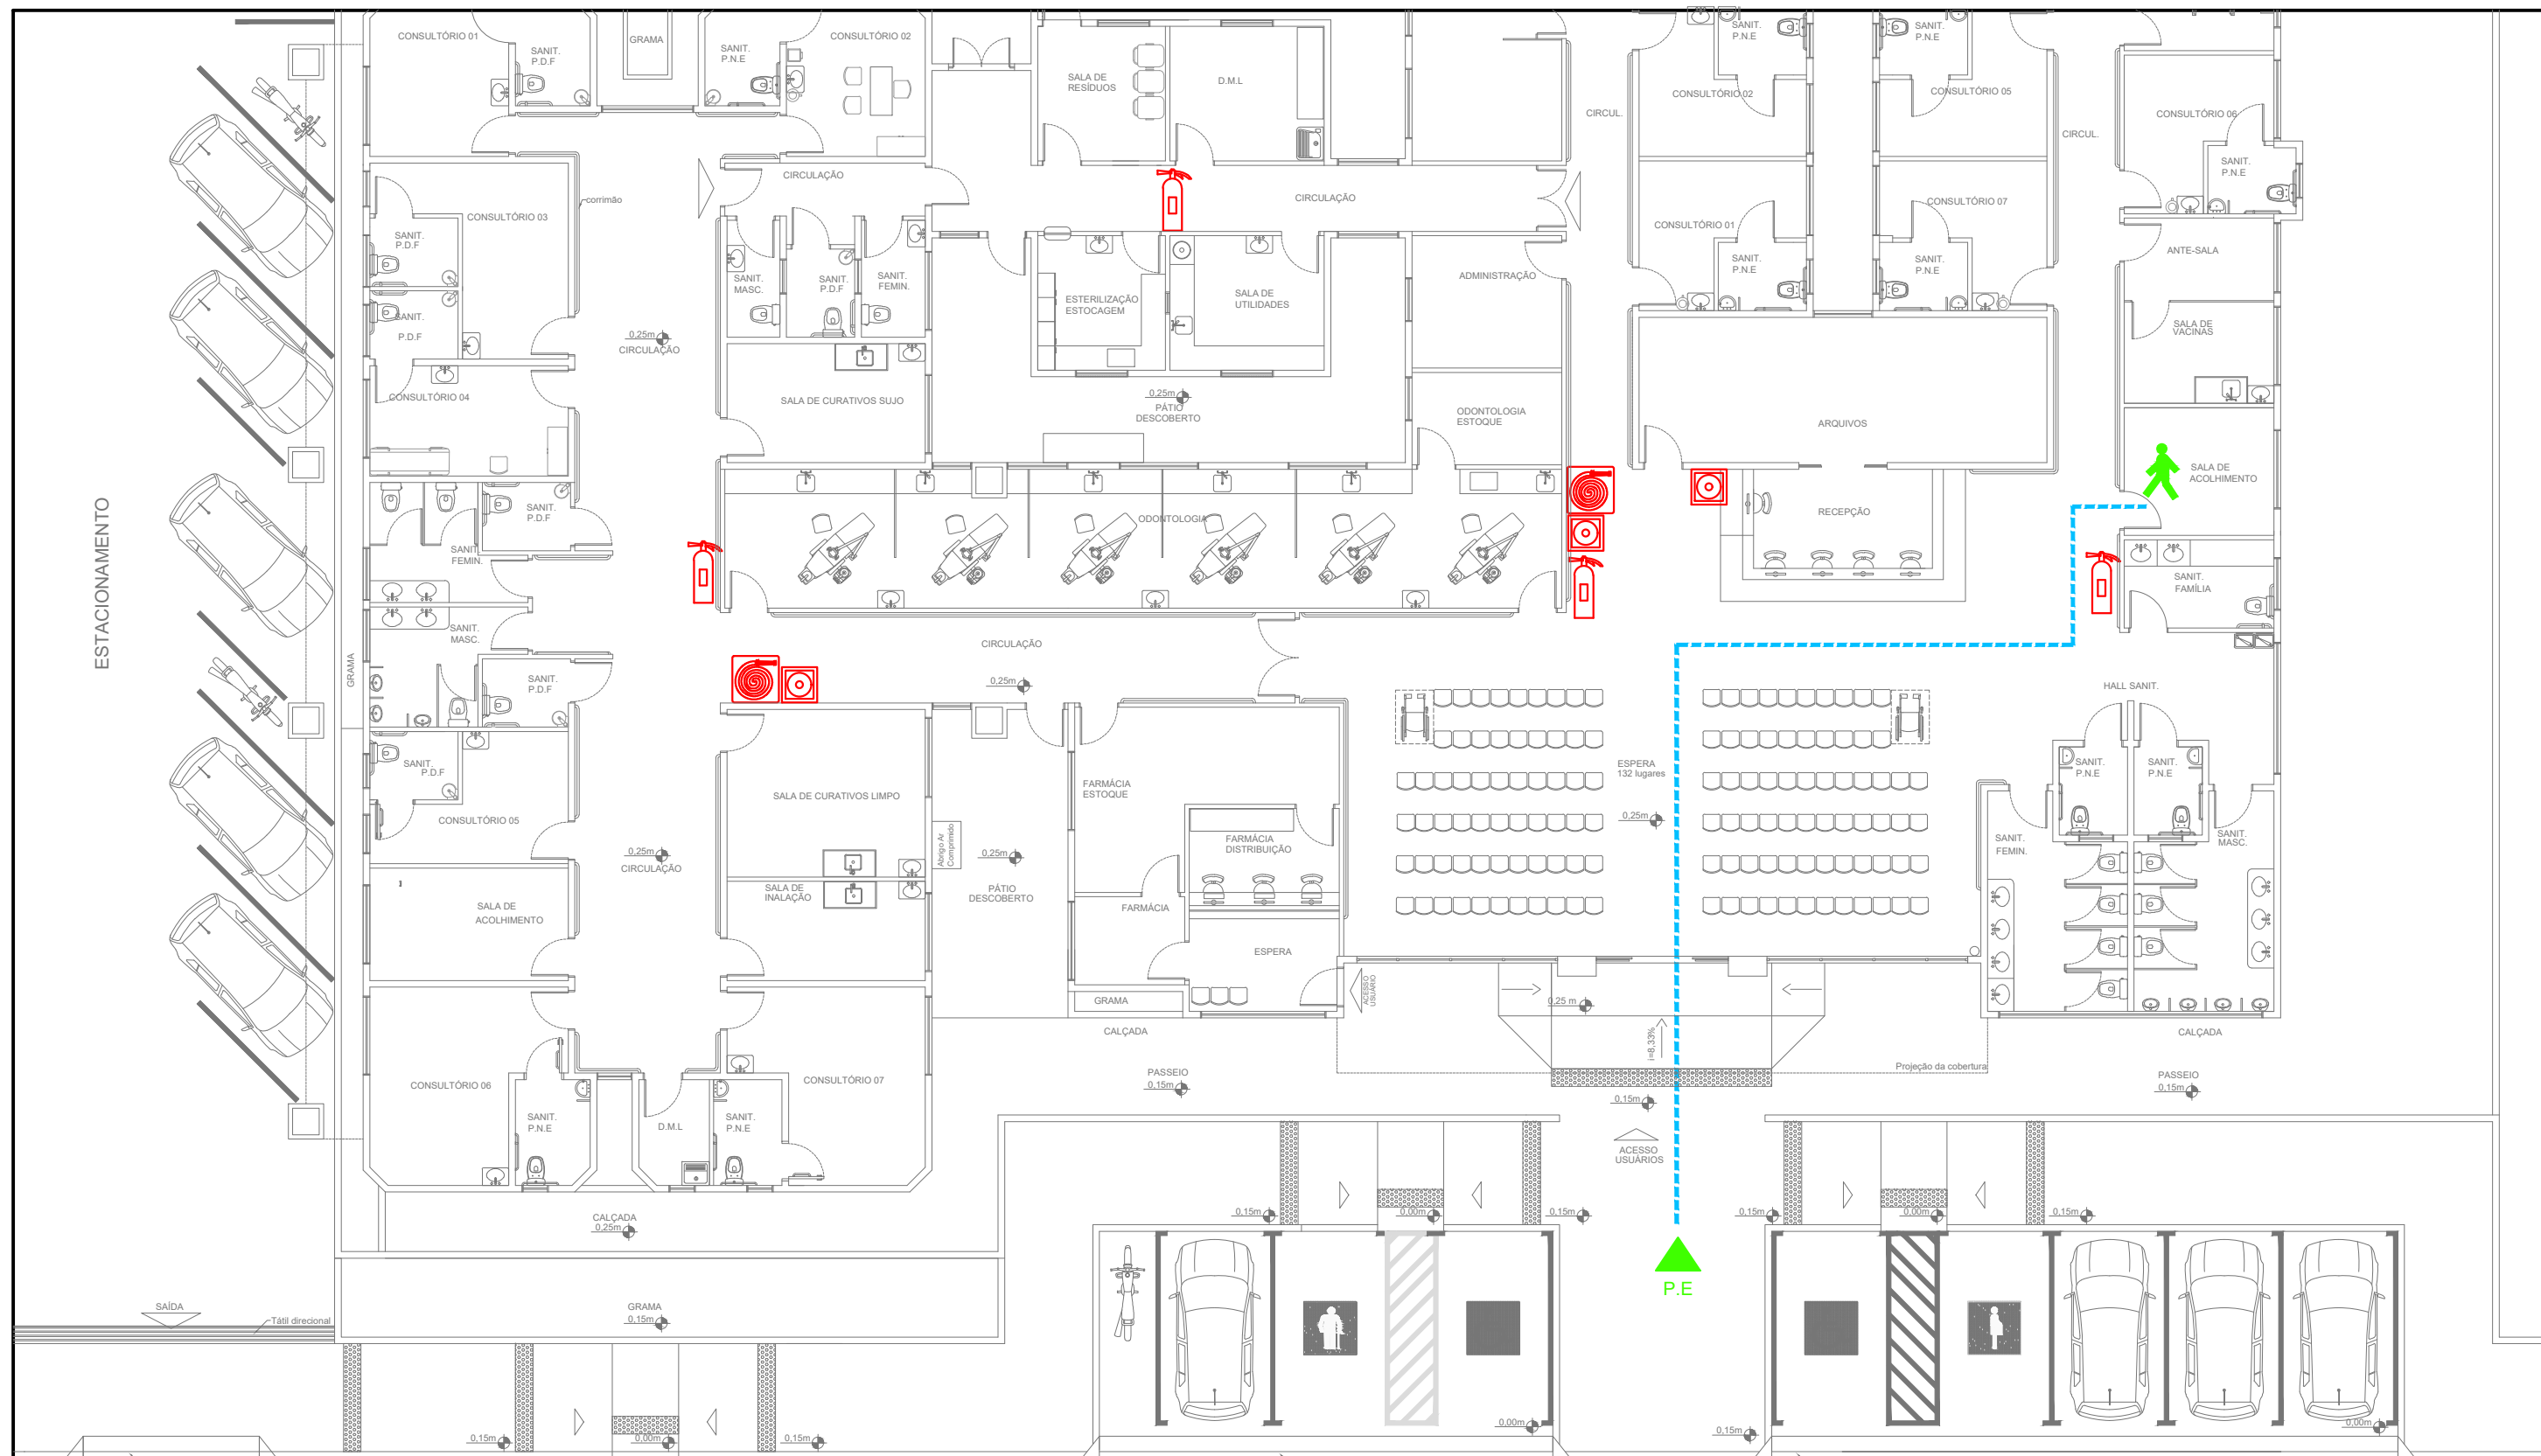 CONSULTÓRIO 01
SANIT.
P.D.F
GRAMA
SANIT.
P.N.E
CONSULTÓRIO 02
SALA DE
RESÍDUOS
D.M.L
CIRCUL.
SANIT.
P.N.E
CONSULTÓRIO 02
SANIT.
P.N.E
CONSULTÓRIO 05
CIRCUL.
CONSULTÓRIO 06
SANIT.
P.N.E
CIRCULAÇÃO
CIRCULAÇÃO
corrimão
CONSULTÓRIO 03
SANIT.
P.D.F
SANIT.
P.D.F
CONSULTÓRIO 04
0,25m
CIRCULAÇÃO
SANIT.
MASC.
SANIT.
P.D.F
SANIT.
FEMIN.
ESTERILIZAÇÃO
ESTOCAGEM
SALA DE
UTILIDADES
ADMINISTRAÇÃO
CONSULTÓRIO 01
SANIT.
P.N.E
CONSULTÓRIO 07
SANIT.
P.N.E
ANTE-SALA
SALA DE
VACINAS
SALA DE CURATIVOS SUJO
0,25m
PÁTIO
DESCOBERTO
ODONTOLOGIA
ESTOQUE
ARQUIVOS
SALA DE
ACOLHIMENTO
ESTACIONAMENTO
SANIT.
P.D.F
SANIT.
FEMIN.
ODONTOLOGIA
RECEPÇÃO
SANIT.
FAMÍLIA
SANIT.
MASC.
SANIT.
P.D.F
GRAMA
CIRCULAÇÃO
0,25m
HALL SANIT.
SANIT.
P.D.F
CONSULTÓRIO 05
SALA DE CURATIVOS LIMPO
FARMÁCIA
ESTOQUE
ESPERA
132 lugares
0,25m
SANIT.
P.N.E
SANIT.
P.N.E
FARMÁCIA
DISTRIBUIÇÃO
SANIT.
FEMIN.
SANIT.
MASC.
0,25m
CIRCULAÇÃO
Abrigo Ar
Comprimido
0,25m
PÁTIO
DESCOBERTO
SALA DE
INALAÇÃO
SALA DE
ACOLHIMENTO
FARMÁCIA
ESPERA
ACESSO
USUÁRIO
GRAMA
0,25 m
CALÇADA
i=8,33%
CALÇADA
Projeção da cobertura
PASSEIO
0,15m
PASSEIO
0,15m
0,15m
CONSULTÓRIO 06
CONSULTÓRIO 07
SANIT.
P.N.E
D.M.L
SANIT.
P.N.E
ACESSO
USUÁRIOS
CALÇADA
0,25m
0,15m
0,00m
0,15m
0,15m
0,00m
0,15m
P.E
SAÍDA
Tátil direcional
GRAMA
0,15m
0,15m
0,00m
0,15m
0,00m
0,15m
0,00m